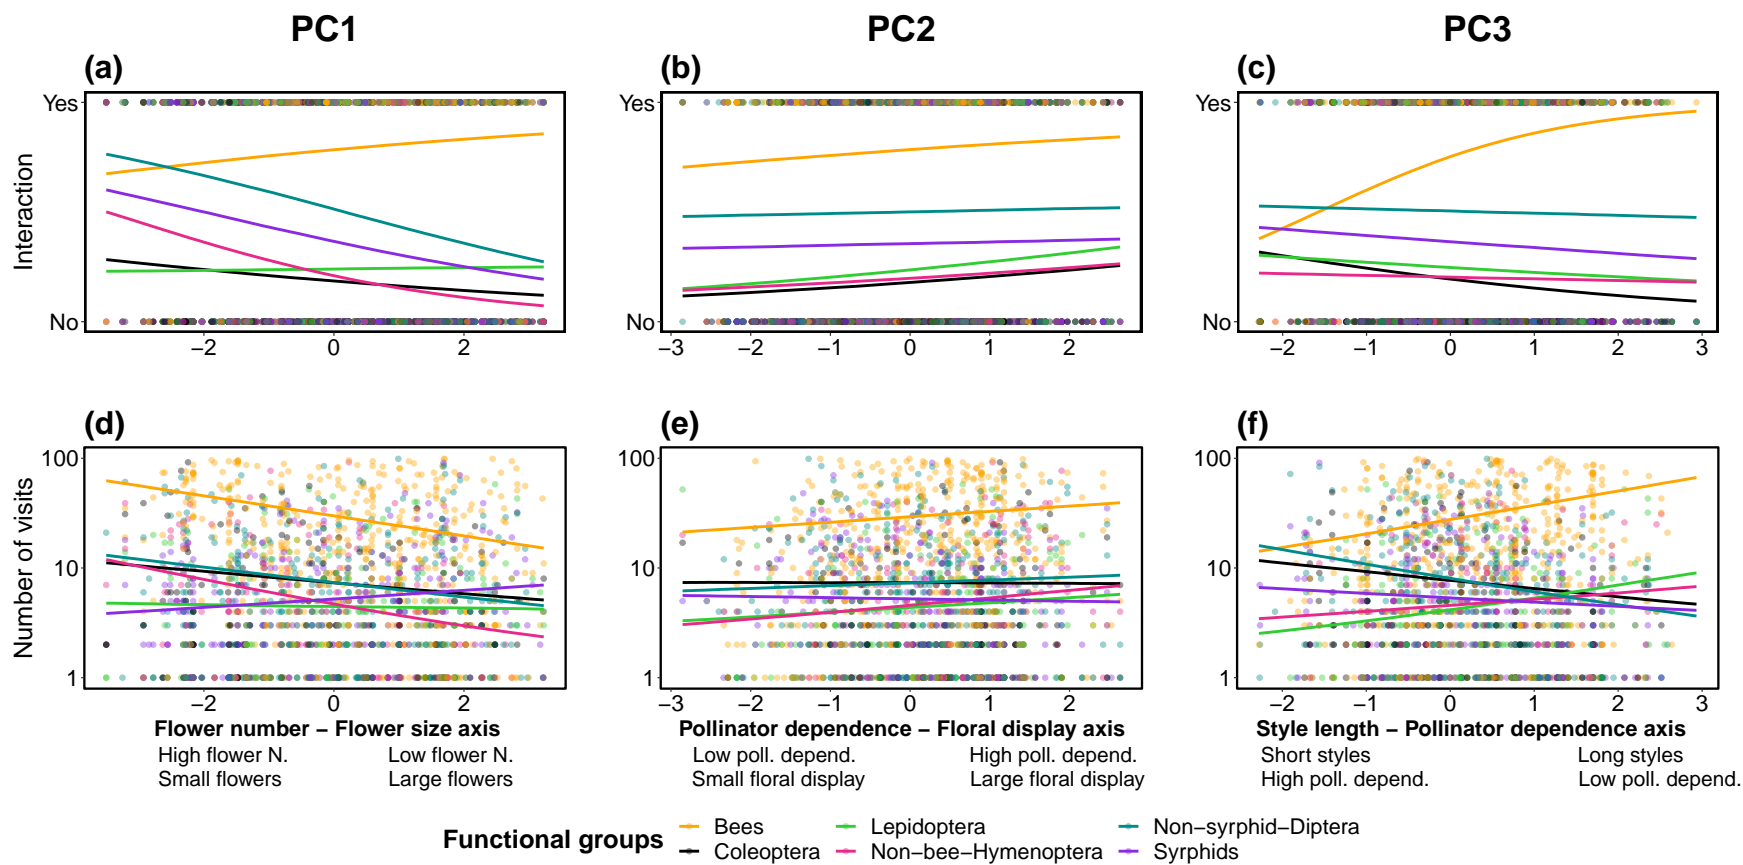 PC1 PC2 PC3
(a) (b) (c)
Interaction
Yes
No
−2 0 2
Yes
No
−3 −2 −1 0 1 2
Yes
No
−2 −1 0 1 2 3
(d) (e) (f)
Number of visits
100
10
1
−2 0 2
Flower number − Flower size axis
High flower N. Low flower N.
Small flowers Large flowers
100
10
1
−3 −2 −1 0 1 2
Pollinator dependence − Floral display axis
Low poll. depend. High poll. depend.
Small floral display Large floral display
100
10
1
−2 −1 0 1 2 3
Style length − Pollinator dependence axis
Short styles Long styles
High poll. depend. Low poll. depend.
Functional groups
Bees Lepidoptera Non−syrphid−Diptera
Coleoptera Non−bee−Hymenoptera Syrphids